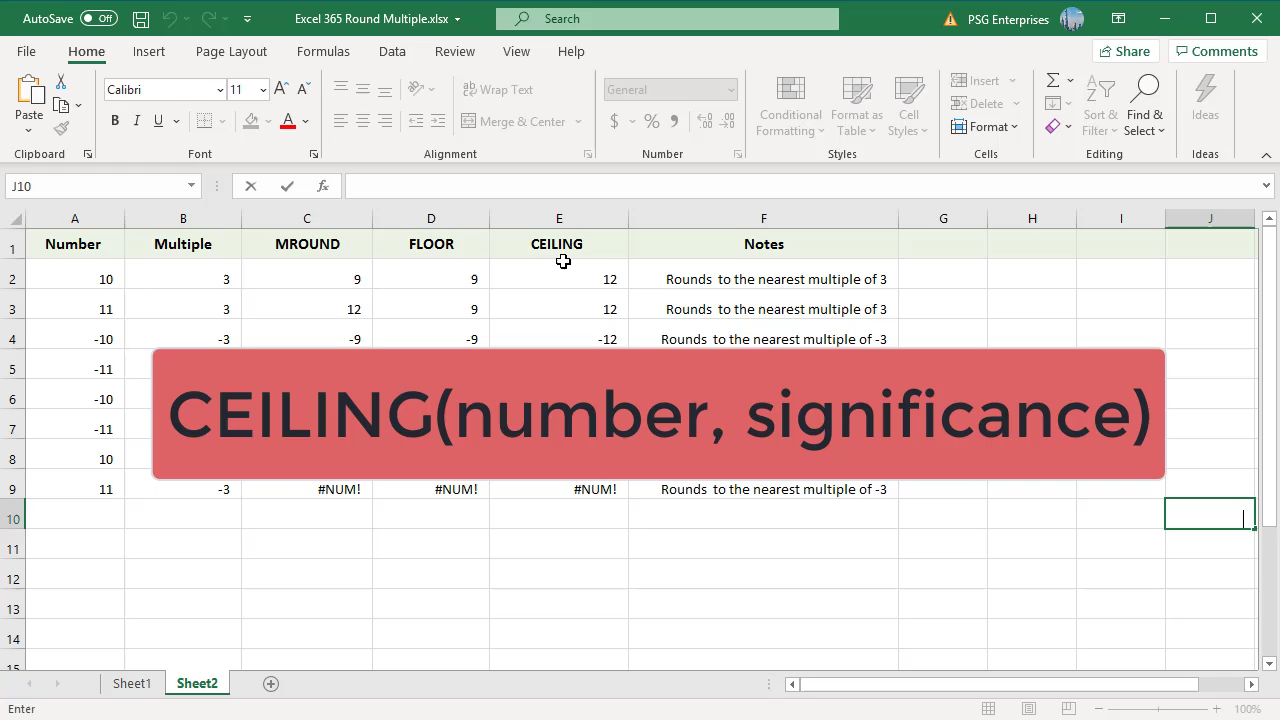 AutoSave Off Excel 365 Round Multiple.xlsx Search PSG Enterprises
File Home Insert Page Layout Formulas Data Review View Help Share Comments
Paste Calibri 11 A A ab Wrap Text General Conditional Formatting Format as Table Cell Styles Insert Delete Format Σ Sort & Filter Find & Select Ideas
B I U A Merge & Center $ % 9
Clipboard Font Alignment Number Styles Cells Editing Ideas
J10 fx
A B C D E F G H I J
1 Number Multiple MROUND FLOOR CEILING Notes
2 10 3 9 9 12 Rounds to the nearest multiple of 3
3 11 3 12 9 12 Rounds to the nearest multiple of 3
4 -10 -3 -9 -9 -12 Rounds to the nearest multiple of -3
5 -11
6 -10
CEILING(number, significance)
7 -11
8 10
9 11 -3 #NUM! #NUM! #NUM! Rounds to the nearest multiple of -3
10
11
12
13
14
15
Sheet1 Sheet2
Enter 100%